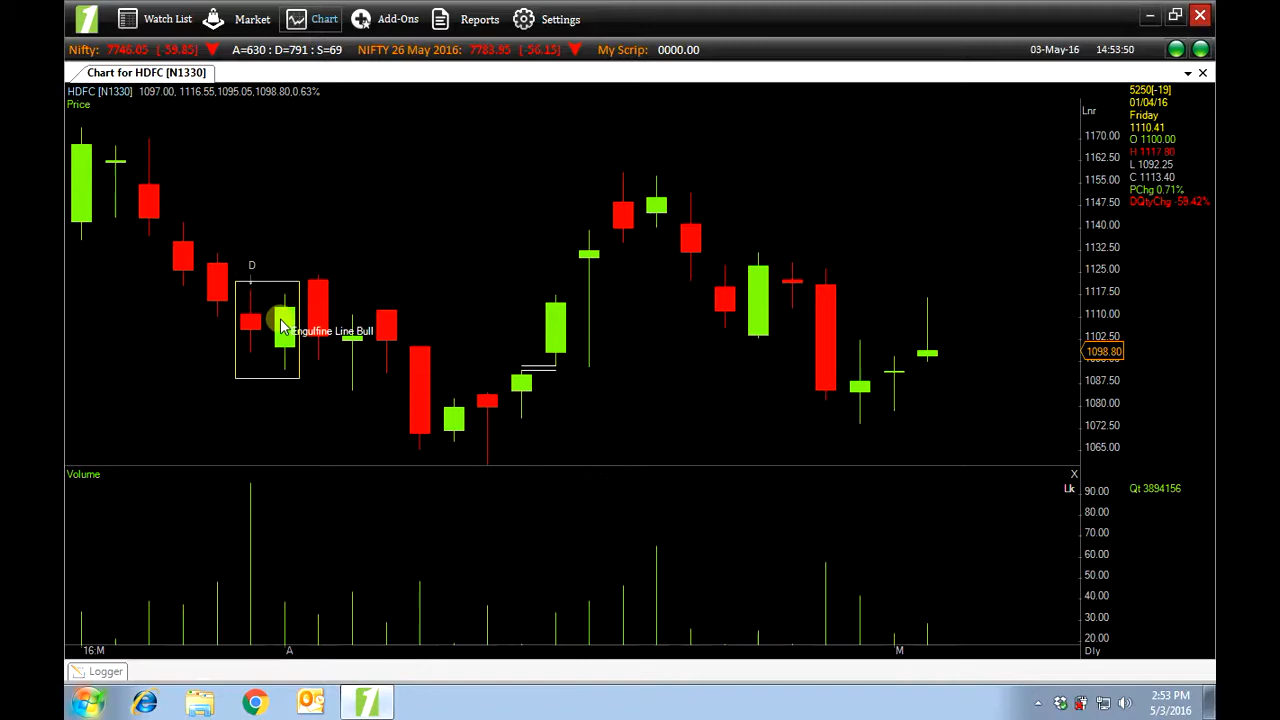 1 Watch List Market Chart Add-Ons Reports Settings
Nifty: 7746.05 [-59.85] A=630 : D=791 : S=69 NIFTY 26 May 2016: 7783.95 [-56.15] My Scrip: 0000.00 03-May-16 14:53:50
Chart for HDFC [N1330]
HDFC [N1330] 1097.00, 1116.55,1095.05,1098.80,0.63%
Price
Lnr
5250[-19]
01/04/16
Friday
1110.41
O 1100.00
H 1117.80
L 1092.25
C 1113.40
PChg 0.71%
DQtyChg -59.42%
1170.00
1162.50
1155.00
1147.50
1140.00
1132.50
1125.00
1117.50
1110.00
1102.50
1098.80
1087.50
1080.00
1072.50
1065.00
D
Engulfine Line Bull
Volume
X
Lk
Qt 3894156
90.00
80.00
70.00
60.00
50.00
40.00
30.00
20.00
16:M A M Dly
Logger
1
2:53 PM
5/3/2016